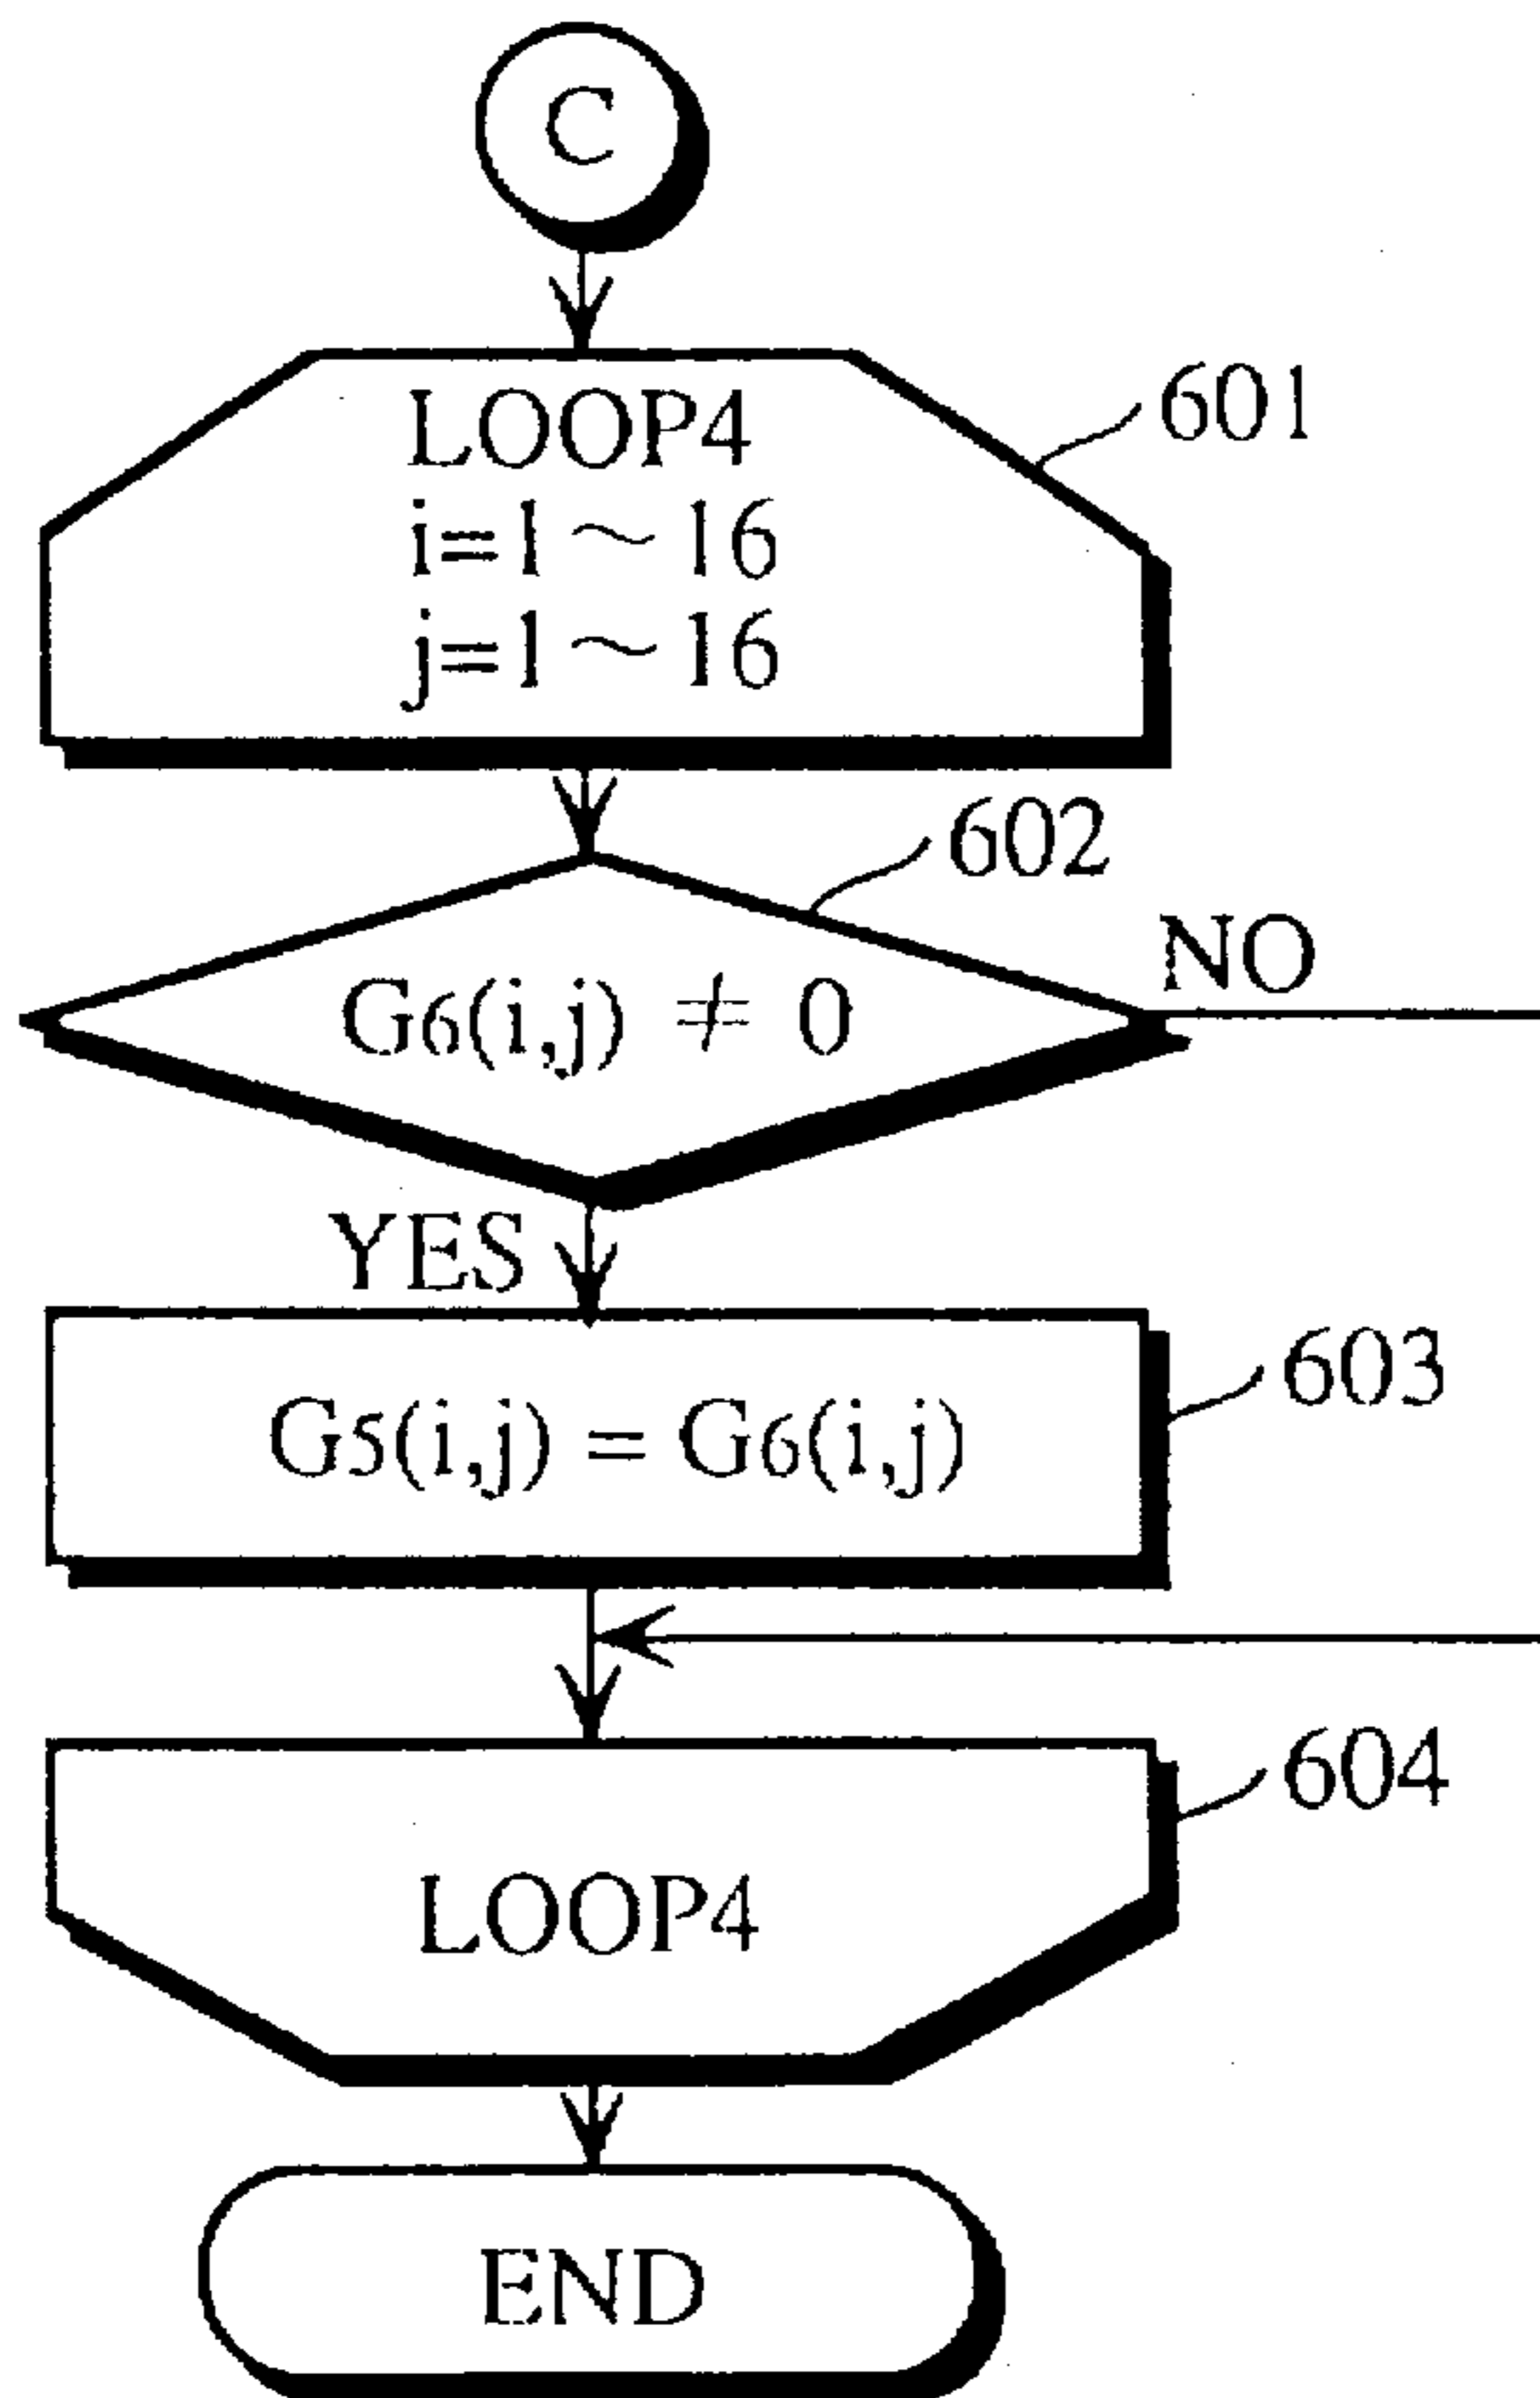 C
LOOP4
601
i=1～16
j=1～16
602
NO
G6(i,j) ≠ 0
YES
603
G5(i,j) = G6(i,j)
604
LOOP4
END